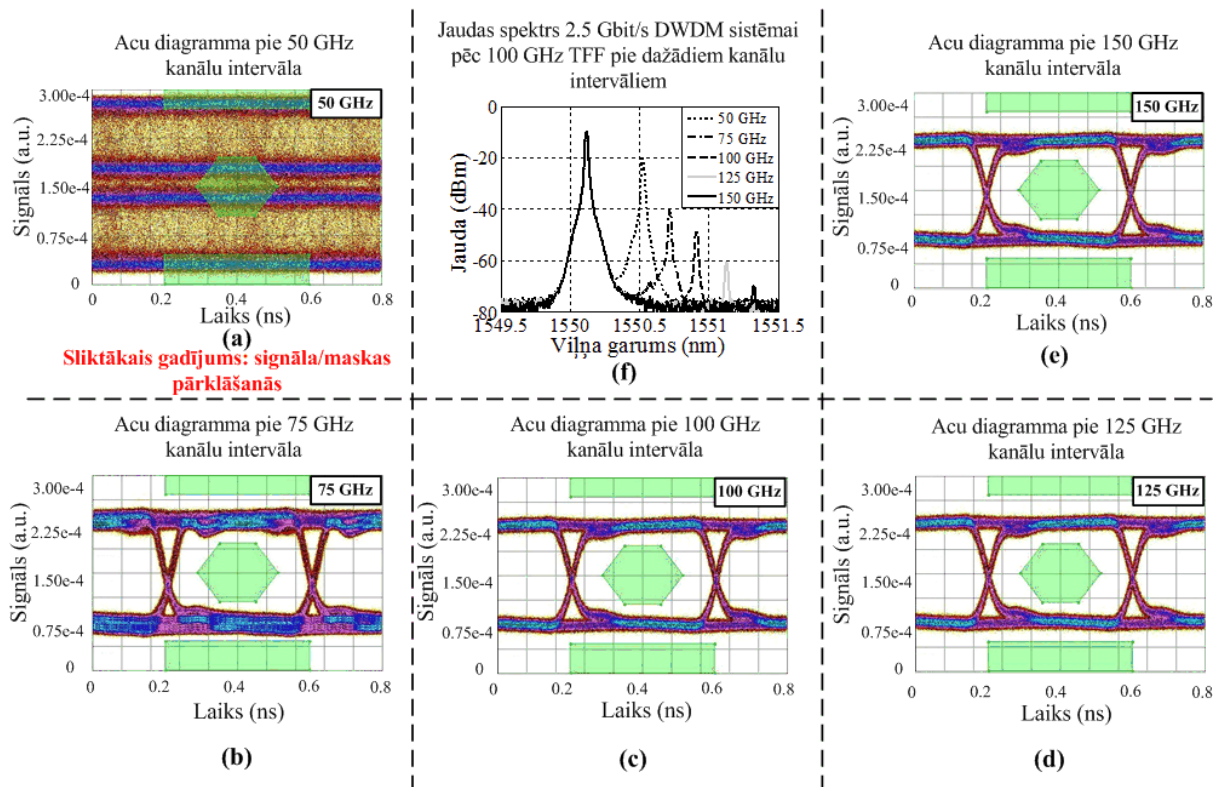 Acu diagramma pie 50 GHz
kanālu intervāla
Signāls (a.u.)
3.00e-4
2.25e-4
1.50e-4
0.75e-4
0
50 GHz
0 0.2 0.4 0.6 0.8
Laiks (ns)
(a)
Sliktākais gadījums: signāla/maskas
pārklāšanās
Jaudas spektrs 2.5 Gbit/s DWDM sistēmai
pēc 100 GHz TFF pie dažādiem kanālu
intervāliem
Jauda (dBm)
0
-20
-40
-60
-80
50 GHz
75 GHz
100 GHz
125 GHz
150 GHz
1549.5 1550 1550.5 1551 1551.5
Viļņa garums (nm)
(f)
Acu diagramma pie 150 GHz
kanālu intervāla
Signāls (a.u.)
3.00e-4
2.25e-4
1.50e-4
0.75e-4
0
150 GHz
0 0.2 0.4 0.6 0.8
Laiks (ns)
(e)
Acu diagramma pie 75 GHz
kanālu intervāla
Signāls (a.u.)
3.00e-4
2.25e-4
1.50e-4
0.75e-4
0
75 GHz
0 0.2 0.4 0.6 0.8
Laiks (ns)
(b)
Acu diagramma pie 100 GHz
kanālu intervāla
Signāls (a.u.)
3.00e-4
2.25e-4
1.50e-4
0.75e-4
0
100 GHz
0 0.2 0.4 0.6 0.8
Laiks (ns)
(c)
Acu diagramma pie 125 GHz
kanālu intervāla
Signāls (a.u.)
3.00e-4
2.25e-4
1.50e-4
0.75e-4
0
125 GHz
0 0.2 0.4 0.6 0.8
Laiks (ns)
(d)